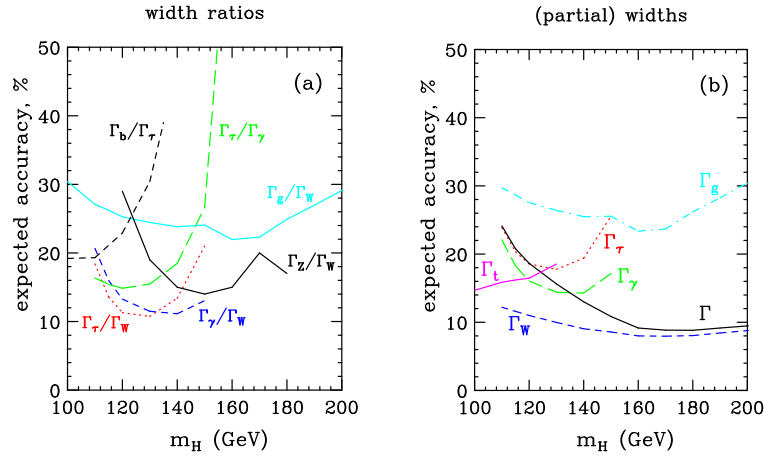 width ratios
(a)
expected accuracy, %
50
40
30
20
10
0
Γb/Γτ
Γτ/Γγ
Γg/ΓW
ΓZ/ΓW
Γτ/ΓW
Γγ/ΓW
100 120 140 160 180 200
mH (GeV)
(partial) widths
(b)
expected accuracy, %
50
40
30
20
10
0
Γg
Γτ
Γt
Γγ
Γ
ΓW
100 120 140 160 180 200
mH (GeV)